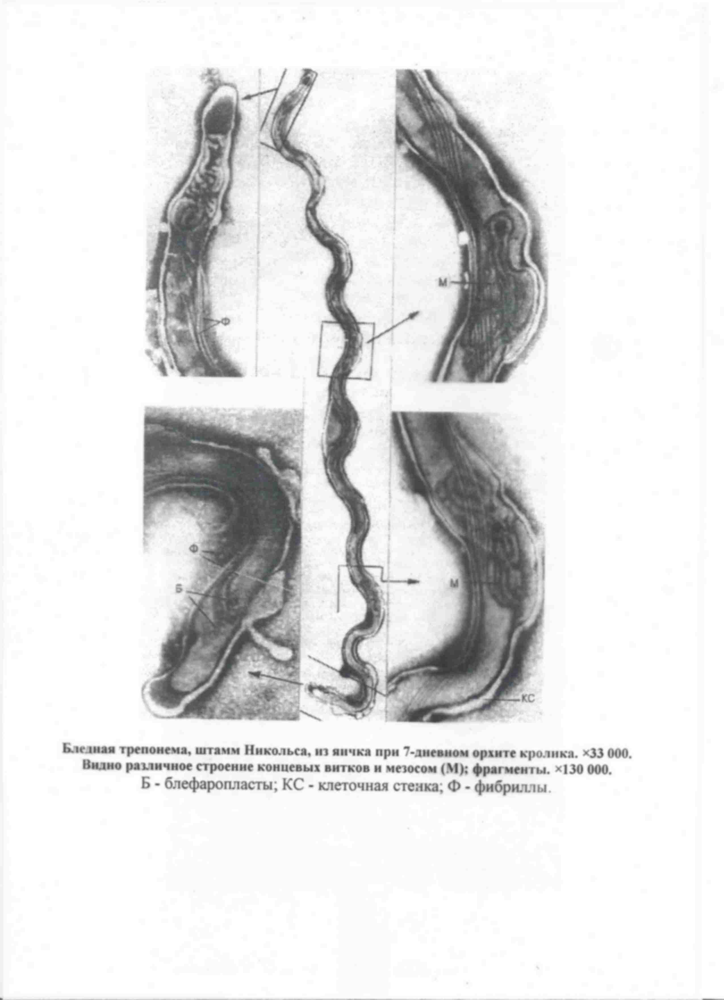 М
Ф
Ф
Б
М
КС
Бледная трепонема, штамм Никольса, из яичка при 7-дневном орхите кролика. ×33 000.
Видно различное строение концевых витков и мезосом (М); фрагменты. ×130 000.
Б - блефаропласты; КС - клеточная стенка; Ф - фибриллы.